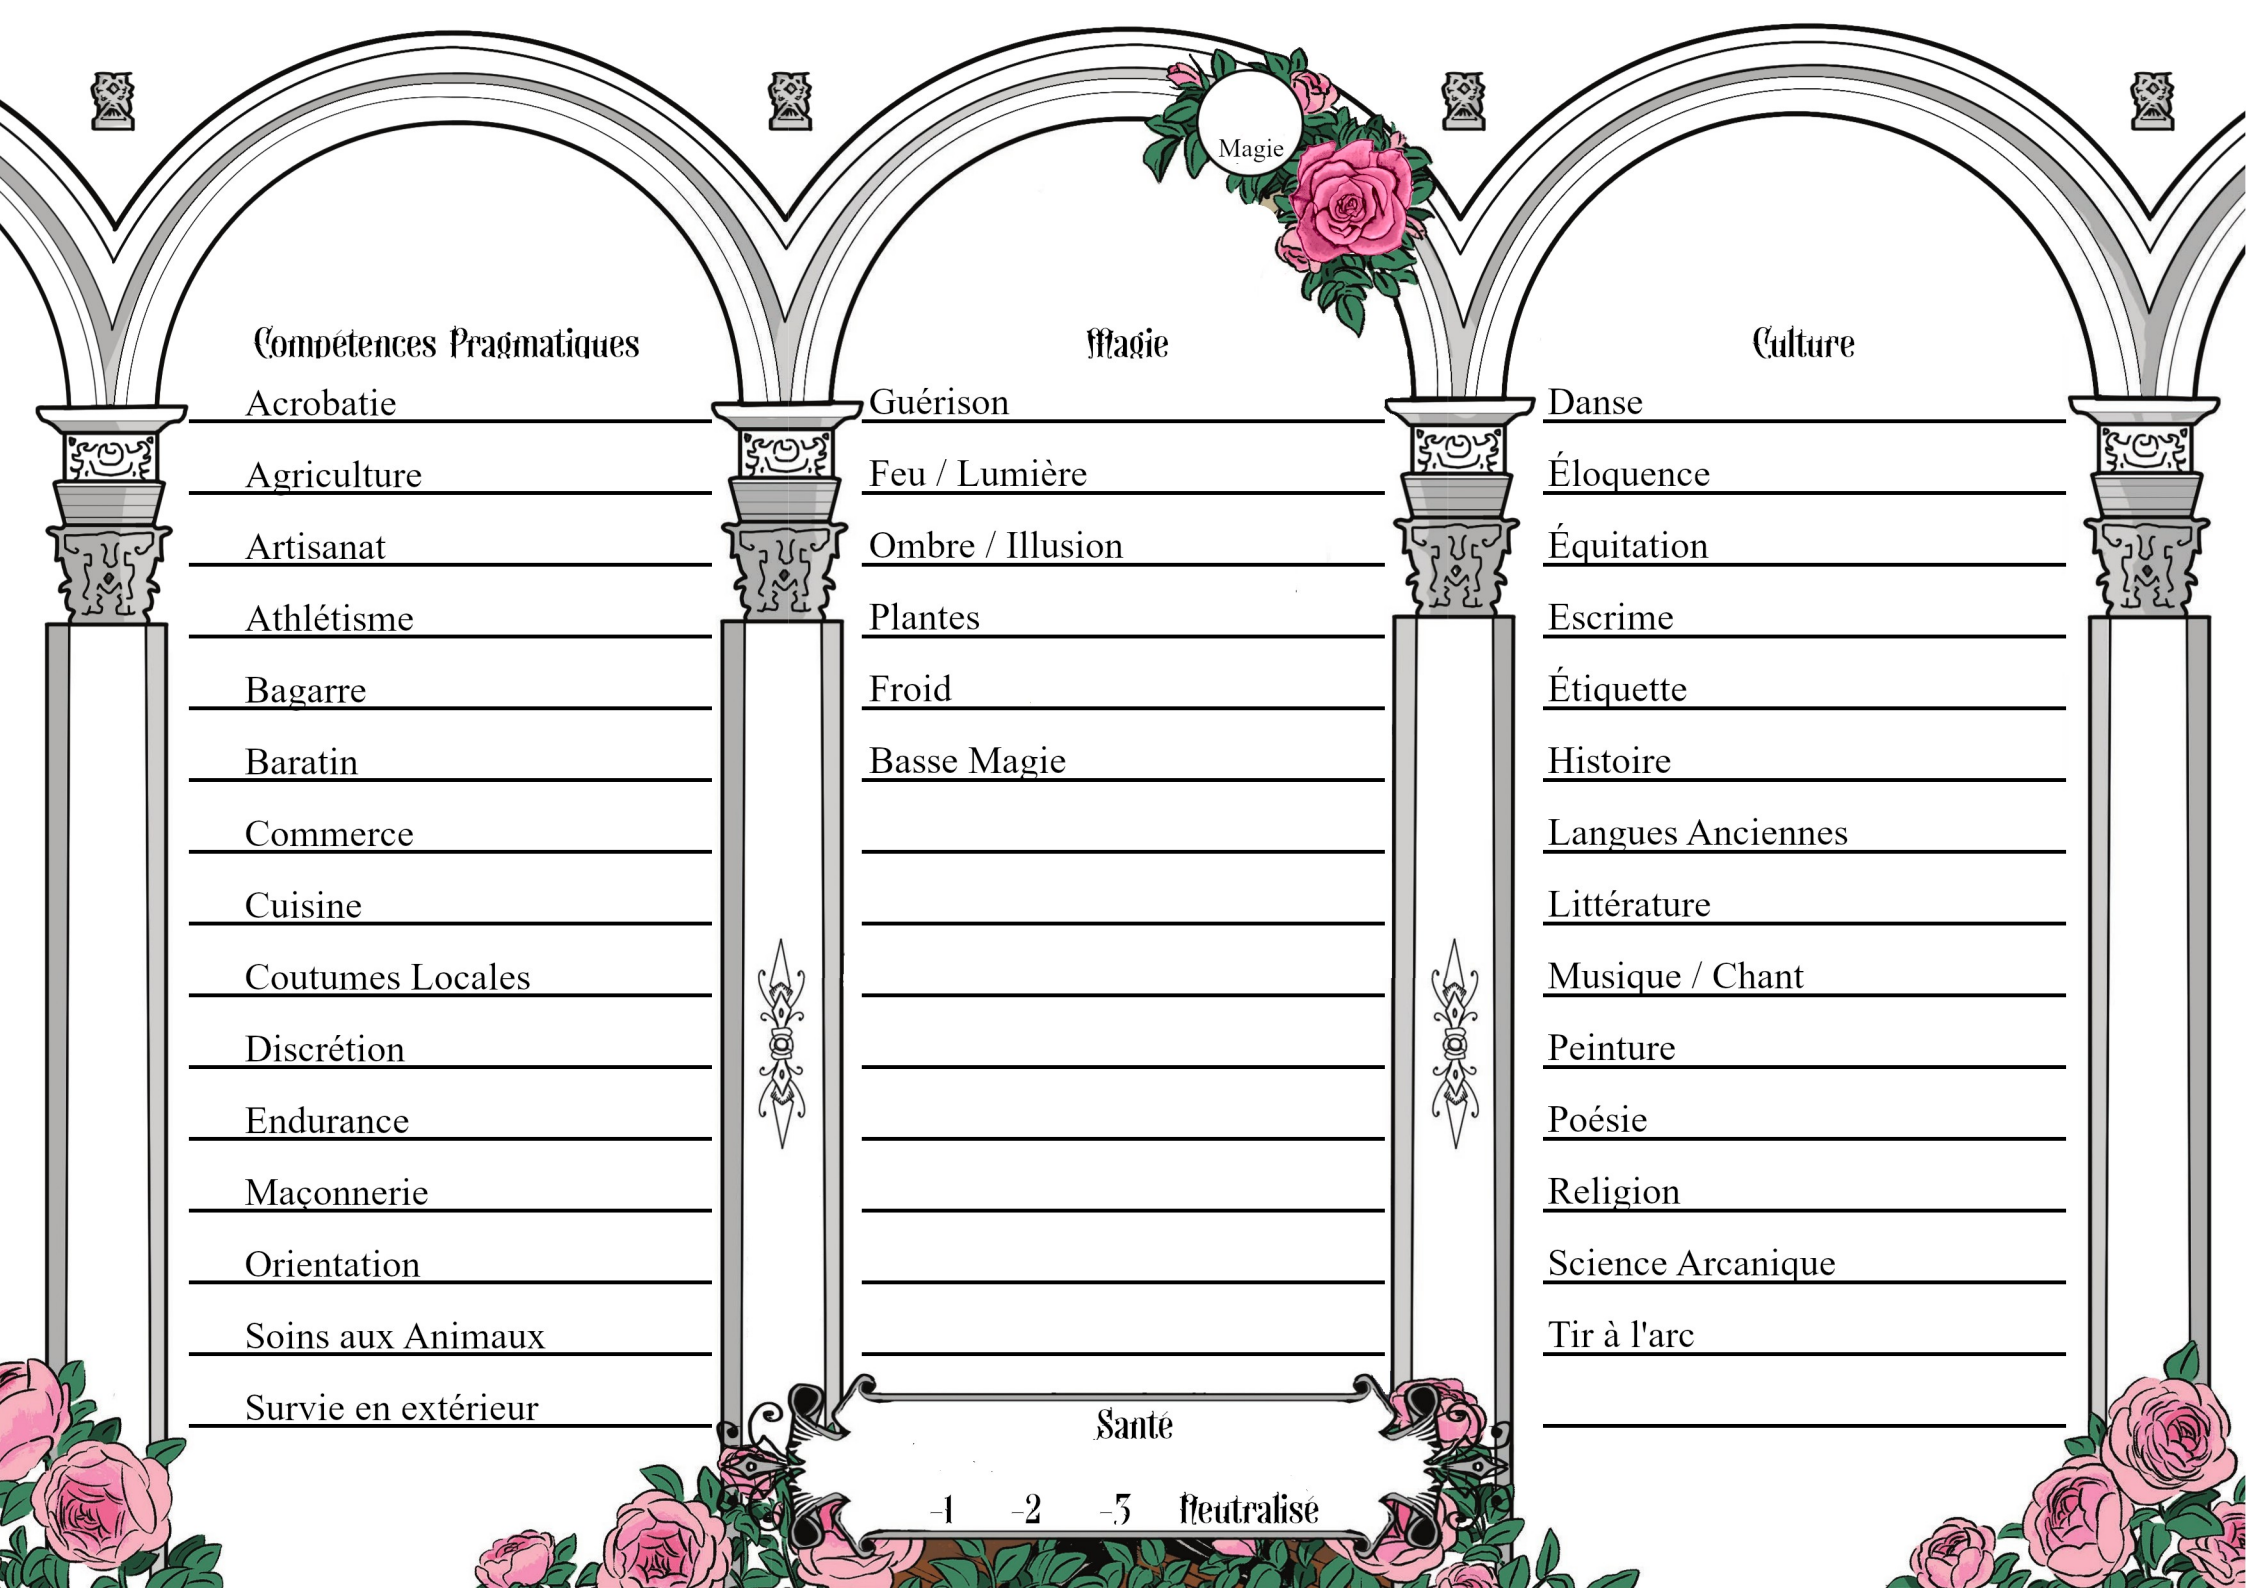 Magie
Compétences Pragmatiques
Acrobatie
Agriculture
Artisanat
Athlétisme
Bagarre
Baratin
Commerce
Cuisine
Coutumes Locales
Discrétion
Endurance
Maçonnerie
Orientation
Soins aux Animaux
Survie en extérieur
Magie
Guérison
Feu / Lumière
Ombre / Illusion
Plantes
Froid
Basse Magie
Culture
Danse
Éloquence
Équitation
Escrime
Étiquette
Histoire
Langues Anciennes
Littérature
Musique / Chant
Peinture
Poésie
Religion
Science Arcanique
Tir à l'arc
Santé
-1 -2 -3 Neutralisé